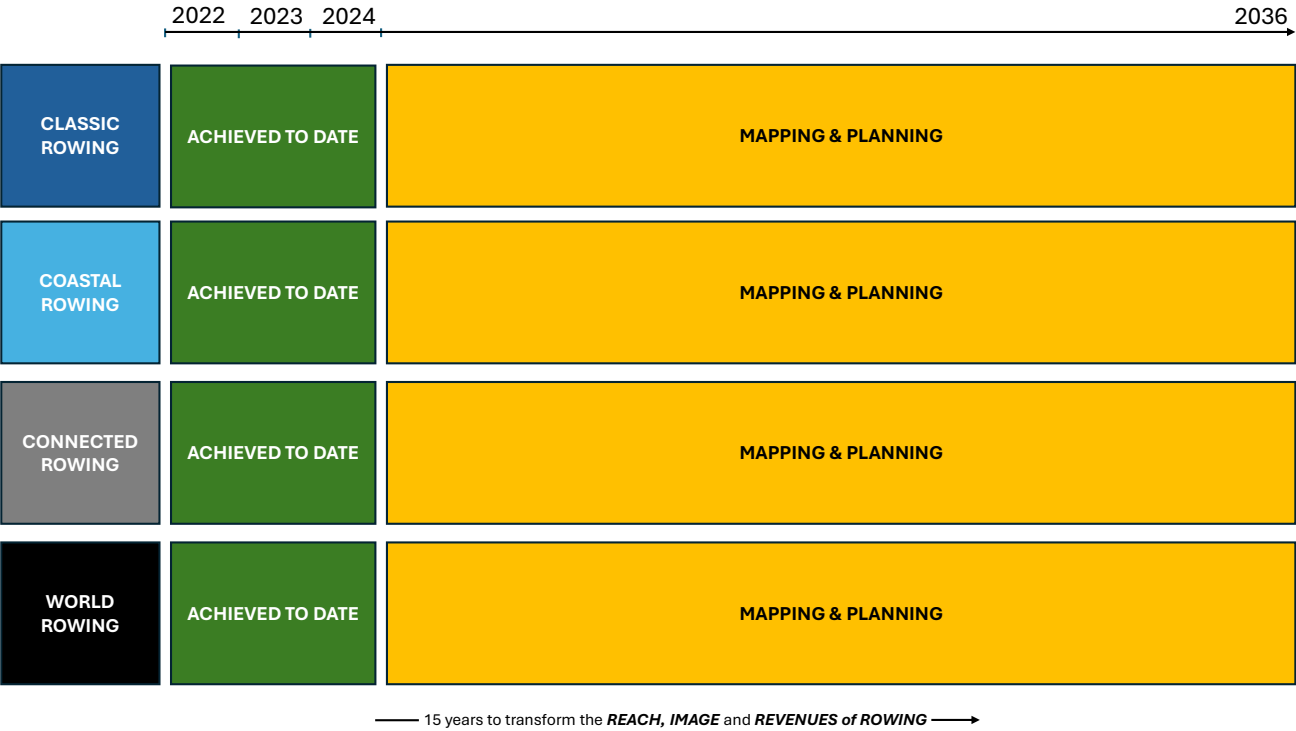 2022 2023 2024 2036
CLASSIC
ROWING
ACHIEVED TO DATE
MAPPING & PLANNING
COASTAL
ROWING
ACHIEVED TO DATE
MAPPING & PLANNING
CONNECTED
ROWING
ACHIEVED TO DATE
MAPPING & PLANNING
WORLD
ROWING
ACHIEVED TO DATE
MAPPING & PLANNING
15 years to transform the REACH, IMAGE and REVENUES of ROWING